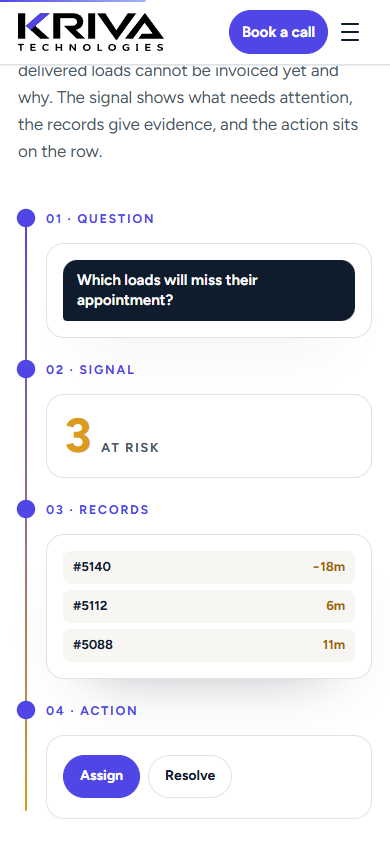 KRIVA
TECHNOLOGIES
Book a call
delivered loads cannot be invoiced yet and
why. The signal shows what needs attention,
the records give evidence, and the action sits
on the row.
01 · QUESTION
Which loads will miss their
appointment?
02 · SIGNAL
3 AT RISK
03 · RECORDS
#5140 −18m
#5112 6m
#5088 11m
04 · ACTION
Assign Resolve